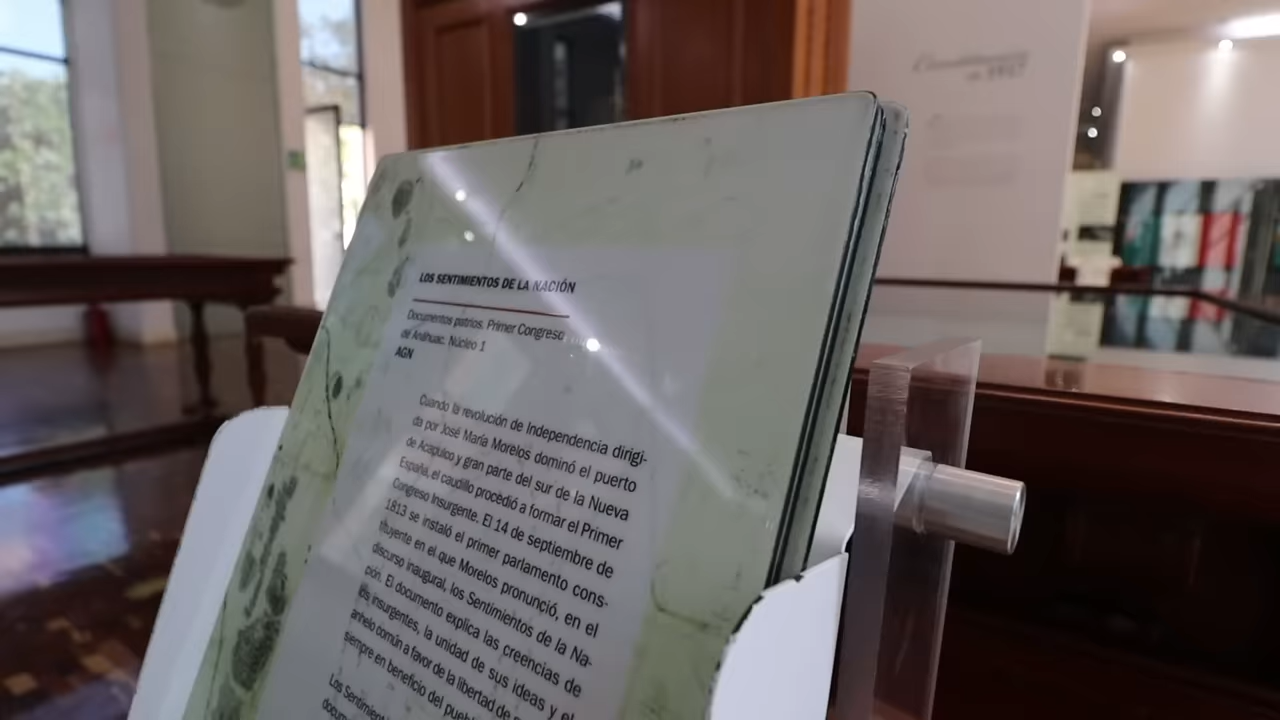 LOS SENTIMIENTOS DE LA NACIÓN
Documentos patrios. Primer Congreso
de Anáhuac. Núcleo 1
AGN
Cuando la revolución de Independencia dirigi-
da por José María Morelos dominó el puerto
de Acapulco y gran parte del sur de la Nueva
España, el caudillo procedió a formar el Primer
Congreso Insurgente. El 14 de septiembre de
1813 se instaló el primer parlamento cons-
tituyente en el que Morelos pronunció, en el
discurso inaugural, los Sentimientos de la Na-
ción. El documento explica las creencias de
los insurgentes, la unidad de sus ideas y el
anhelo común a favor de la libertad de
siempre en beneficio del
Los
1917